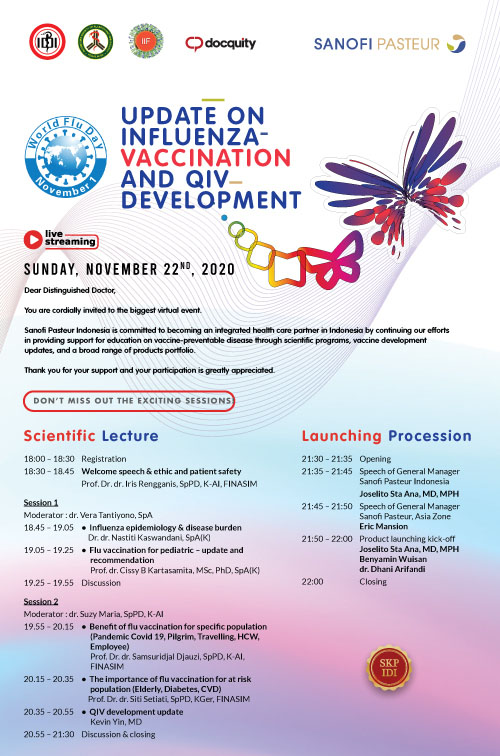 IDI
IIF
docquity
SANOFI PASTEUR
World Flu Day
November 1
UPDATE ON
INFLUENZA-
VACCINATION
AND QIV
DEVELOPMENT
live
streaming
SUNDAY, NOVEMBER 22ND, 2020
Dear Distinguished Doctor,
You are cordially invited to the biggest virtual event.
Sanofi Pasteur Indonesia is committed to becoming an integrated health care partner in Indonesia by continuing our efforts
in providing support for education on vaccine-preventable disease through scientific programs, vaccine development
updates, and a broad range of products portfolio.
Thank you for your support and your participation is greatly appreciated.
DON'T MISS OUT THE EXCITING SESSIONS
Scientific Lecture
18:00 – 18:30 Registration
18:30 – 18.45 Welcome speech & ethic and patient safety
Prof. Dr. dr. Iris Rengganis, SpPD, K-AI, FINASIM
Session 1
Moderator : dr. Vera Tantiyono, SpA
18.45 – 19.05 • Influenza epidemiology & disease burden
Dr. dr. Nastiti Kaswandani, SpA(K)
19.05 – 19.25 • Flu vaccination for pediatric – update and
recommendation
Prof. dr. Cissy B Kartasamita, MSc, PhD, SpA(K)
19.25 – 19.55 Discussion
Session 2
Moderator : dr. Suzy Maria, SpPD, K-AI
19.55 – 20.15 • Benefit of flu vaccination for specific population
(Pandemic Covid 19, Pilgrim, Travelling, HCW,
Employee)
Prof. Dr. dr. Samsuridjal Djauzi, SpPD, K-AI,
FINASIM
20.15 – 20.35 • The importance of flu vaccination for at risk
population (Elderly, Diabetes, CVD)
Prof. Dr. dr. Siti Setiati, SpPD, KGer, FINASIM
20.35 – 20.55 • QIV development update
Kevin Yin, MD
20.55 – 21:30 Discussion & closing
Launching Procession
21:30 – 21:35 Opening
21:35 – 21:45 Speech of General Manager
Sanofi Pasteur Indonesia
Joselito Sta Ana, MD, MPH
21:45 – 21:50 Speech of General Manager
Sanofi Pasteur, Asia Zone
Eric Mansion
21:50 – 22:00 Product launching kick-off
Joselito Sta Ana, MD, MPH
Benyamin Wuisan
dr. Dhani Arifandi
22:00 Closing
SKP
IDI